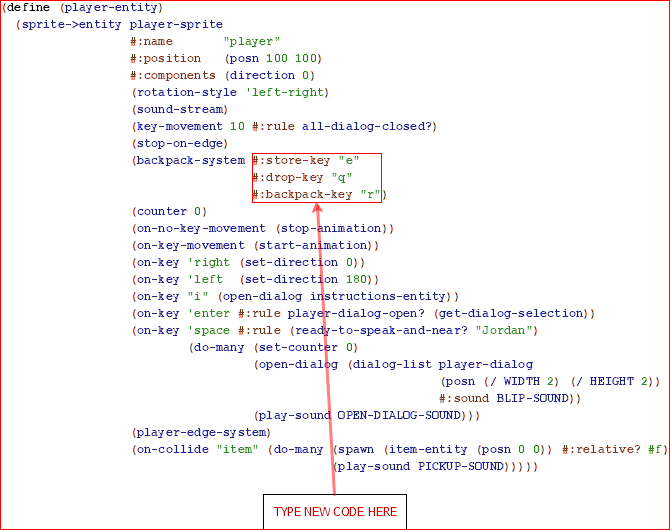 (define (player-entity)
(sprite->entity player-sprite
#:name "player"
#:position (posn 100 100)
#:components (direction 0)
(rotation-style 'left-right)
(sound-stream)
(key-movement 10 #:rule all-dialog-closed?)
(stop-on-edge)
(backpack-system #:store-key "e"
#:drop-key "q"
#:backpack-key "r")
(counter 0)
(on-no-key-movement (stop-animation))
(on-key-movement (start-animation))
(on-key 'right (set-direction 0))
(on-key 'left (set-direction 180))
(on-key "i" (open-dialog instructions-entity))
(on-key 'enter #:rule player-dialog-open? (get-dialog-selection))
(on-key 'space #:rule (ready-to-speak-and-near? "Jordan")
(do-many (set-counter 0)
(open-dialog (dialog-list player-dialog
(posn (/ WIDTH 2) (/ HEIGHT 2))
#:sound BLIP-SOUND))
(play-sound OPEN-DIALOG-SOUND)))
(player-edge-system)
(on-collide "item" (do-many (spawn (item-entity (posn 0 0)) #:relative? #f)
(play-sound PICKUP-SOUND)))))
TYPE NEW CODE HERE